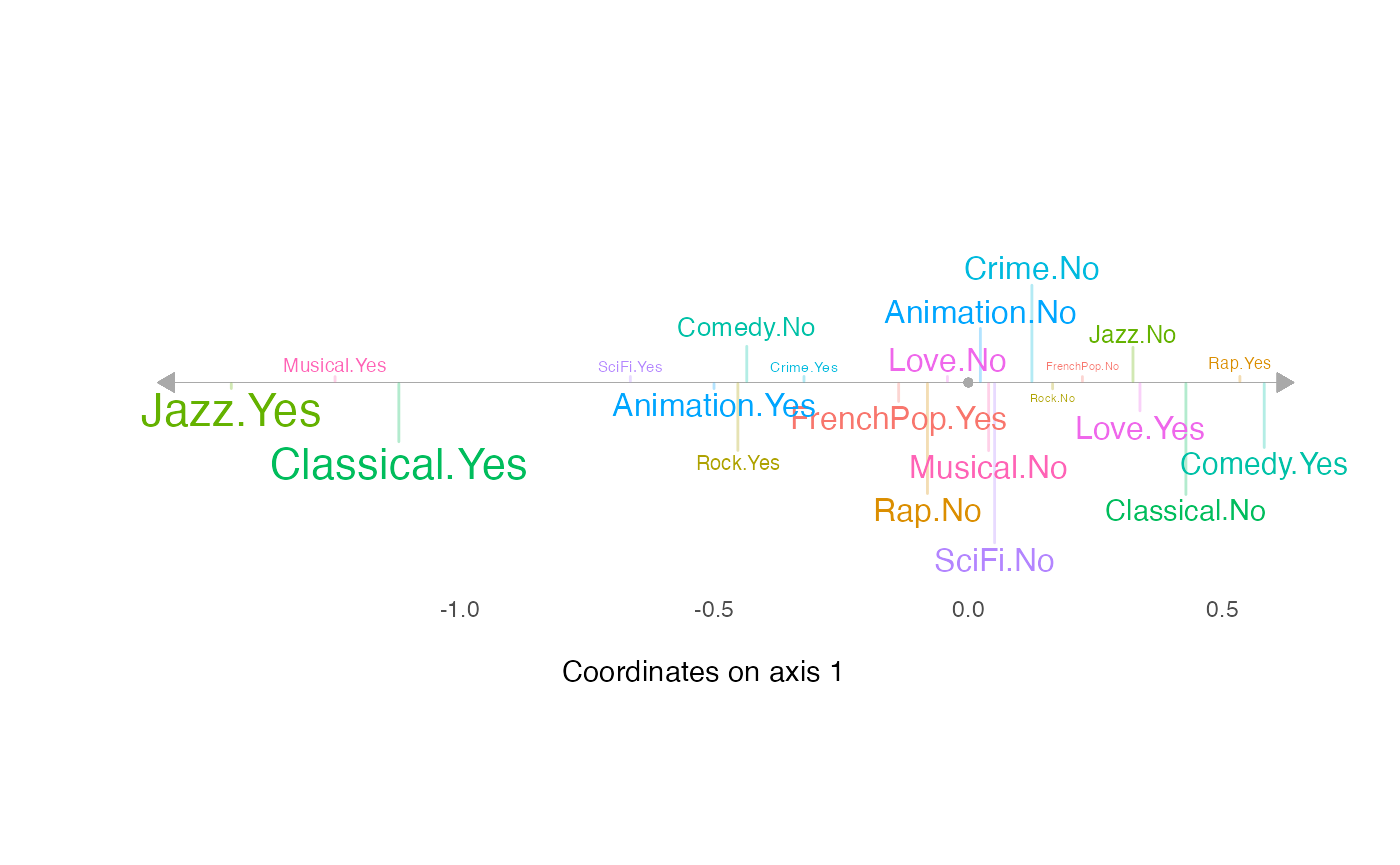 Crime.No
Animation.No
Comedy.No
Jazz.No
Love.No
Musical.Yes
SciFi.Yes
Crime.Yes
FrenchPop.No
Rap.Yes
Rock.No
Jazz.Yes
Animation.Yes
FrenchPop.Yes
Love.Yes
Classical.Yes
Rock.Yes
Musical.No
Comedy.Yes
Rap.No
Classical.No
SciFi.No
-1.0 -0.5 0.0 0.5
Coordinates on axis 1